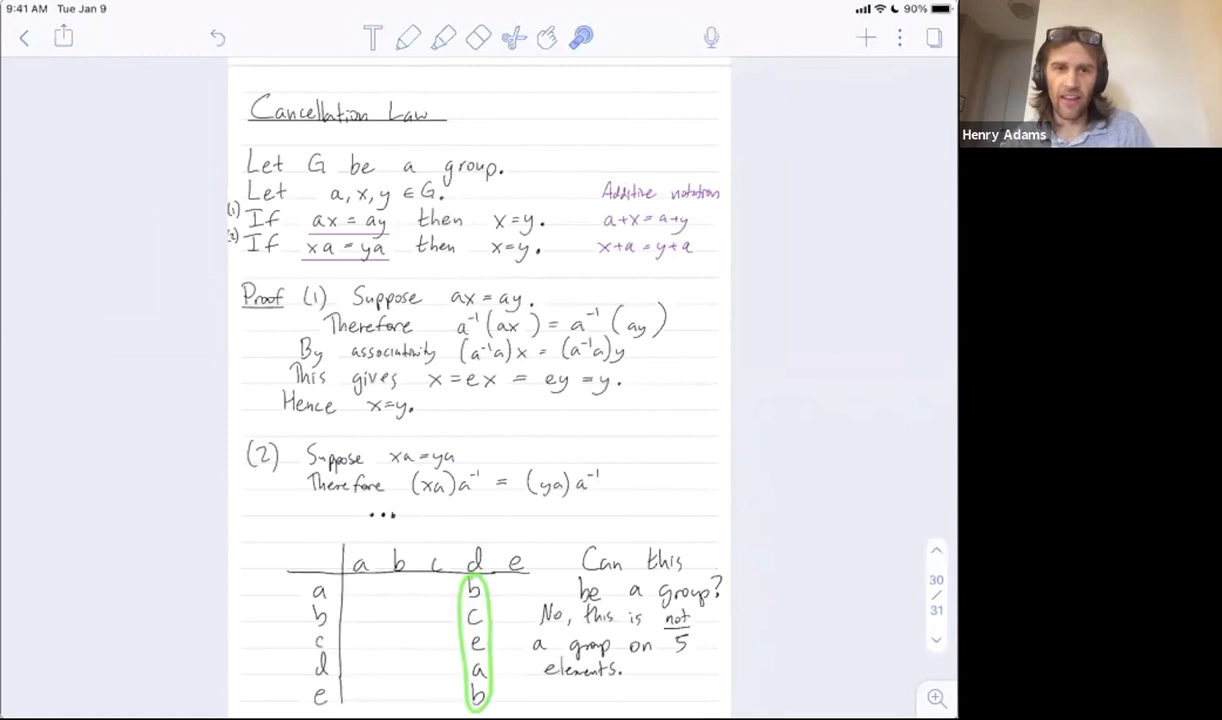 9:41 AM Tue Jan 9
90%
Henry Adams
Cancellation Law
Let G be a group.
Let a, x, y ∈ G.
(1) If ax = ay then x = y.
(2) If xa = ya then x = y.
Additive notation
a+x = a+y
x+a = y+a
Proof (1) Suppose ax = ay.
Therefore a⁻¹(ax) = a⁻¹(ay)
By associativity (a⁻¹a)x = (a⁻¹a)y
This gives x = ex = ey = y.
Hence x=y.
(2) Suppose xa = ya
Therefore (xa)a⁻¹ = (ya)a⁻¹
...
a b c d e
a b
b c
c e
d a
e b
Can this
be a group?
No, this is not
a group on 5
elements.
30
/
31